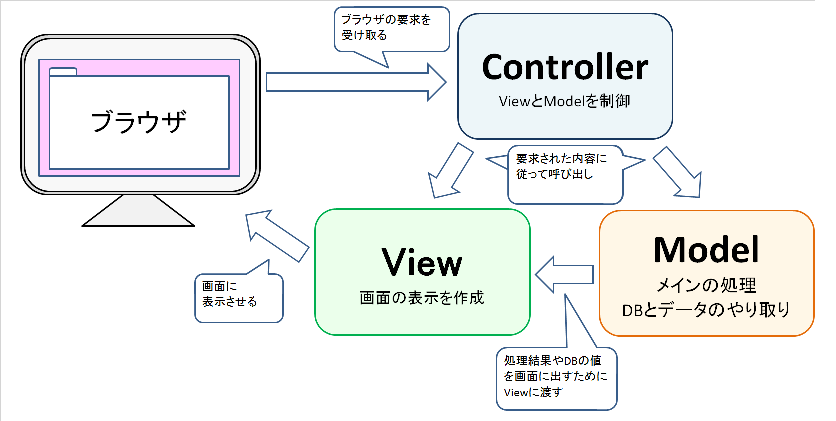 ブラウザの要求を
受け取る
Controller
ViewとModelを制御
ブラウザ
要求された内容に
従って呼び出し
View
画面の表示を作成
Model
メインの処理
DBとデータのやり取り
画面に
表示させる
処理結果やDBの値
を画面に出すために
Viewに渡す